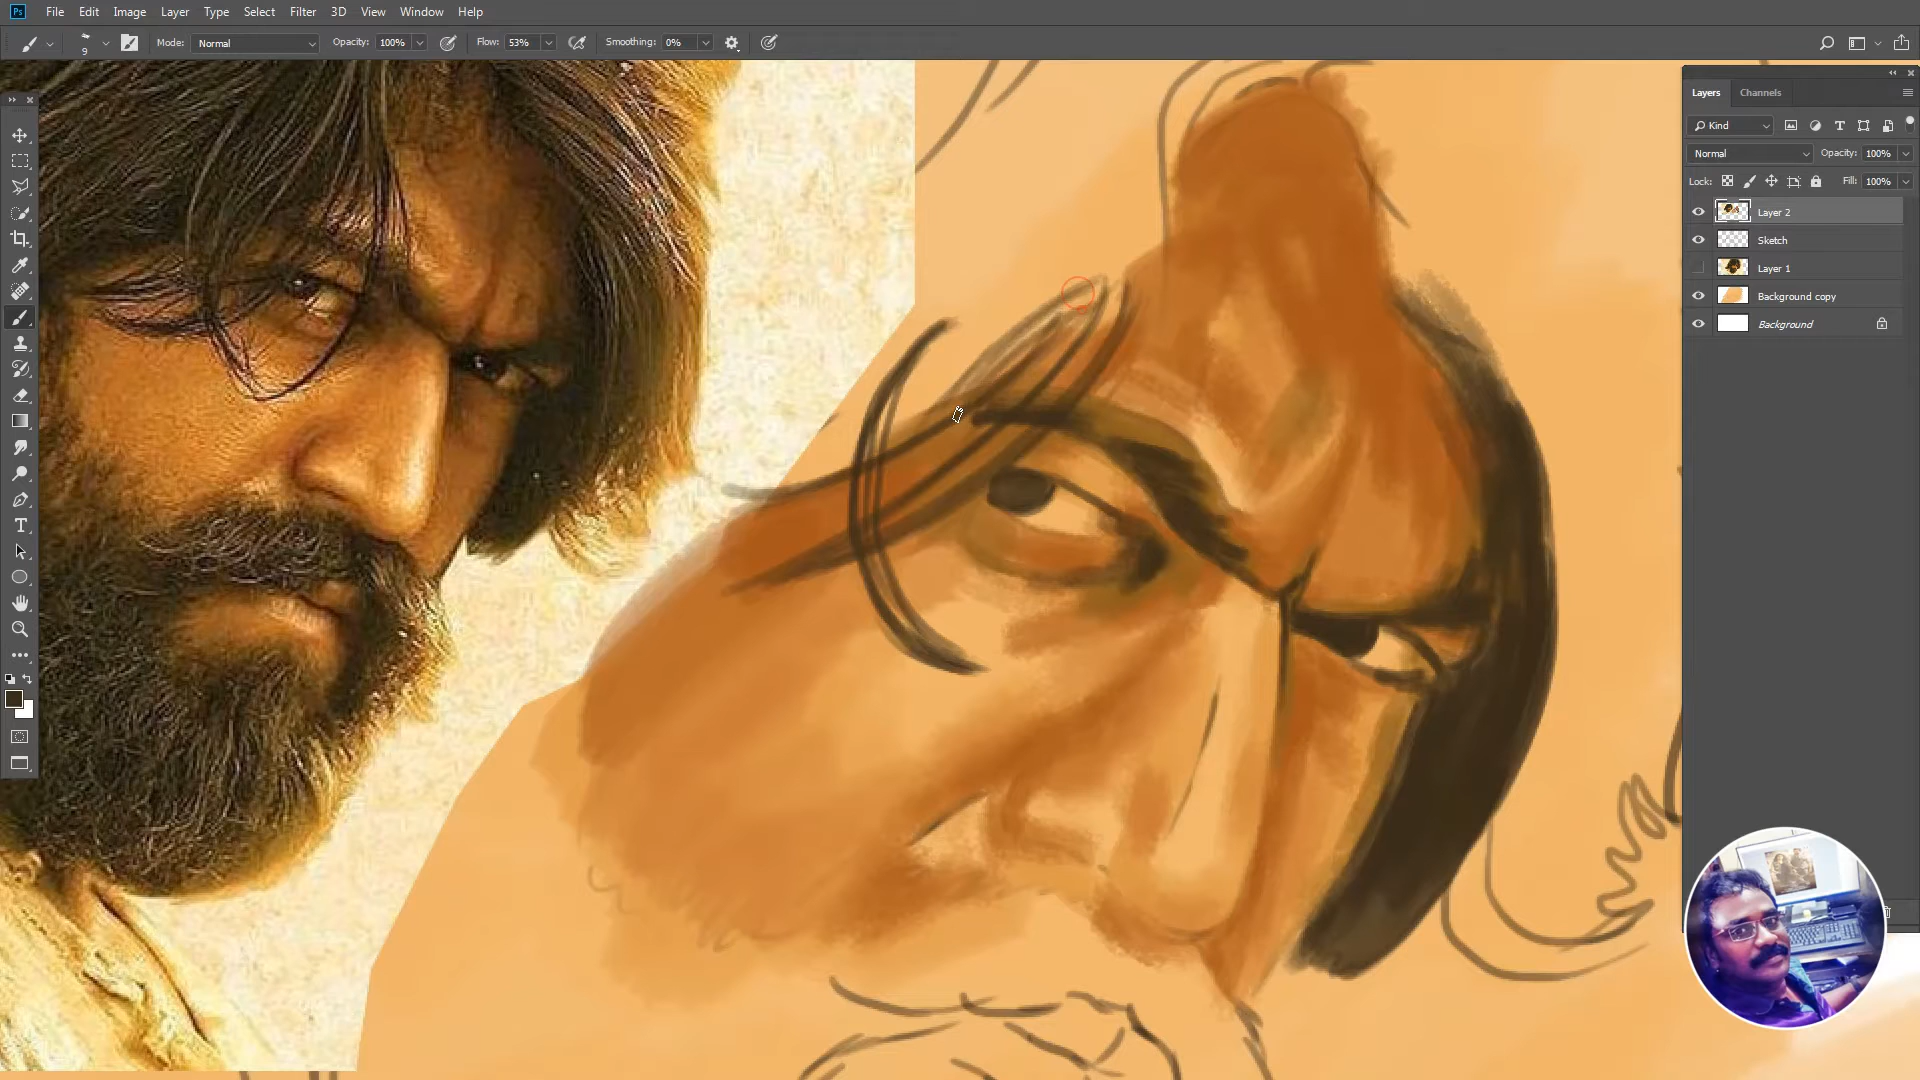 Ps File Edit Image Layer Type Select Filter 3D View Window Help
9 Mode: Normal Opacity: 100% Flow: 53% Smoothing: 0%
Layers Channels
Kind
Normal Opacity: 100%
Lock: Fill: 100%
Layer 2
Sketch
Layer 1
Background copy
Background